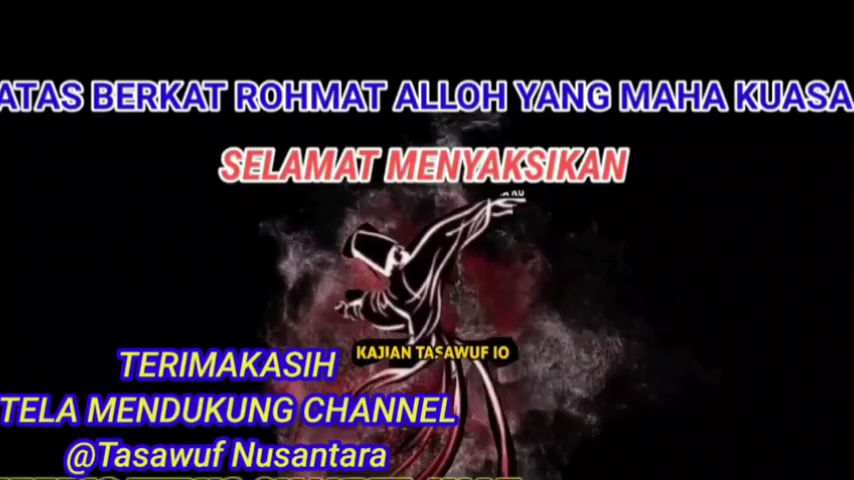 ATAS BERKAT ROHMAT ALLOH YANG MAHA KUASA
SELAMAT MENYAKSIKAN
KAJIAN TASAWUF IO
TERIMAKASIH
TELA MENDUKUNG CHANNEL
@Tasawuf Nusantara